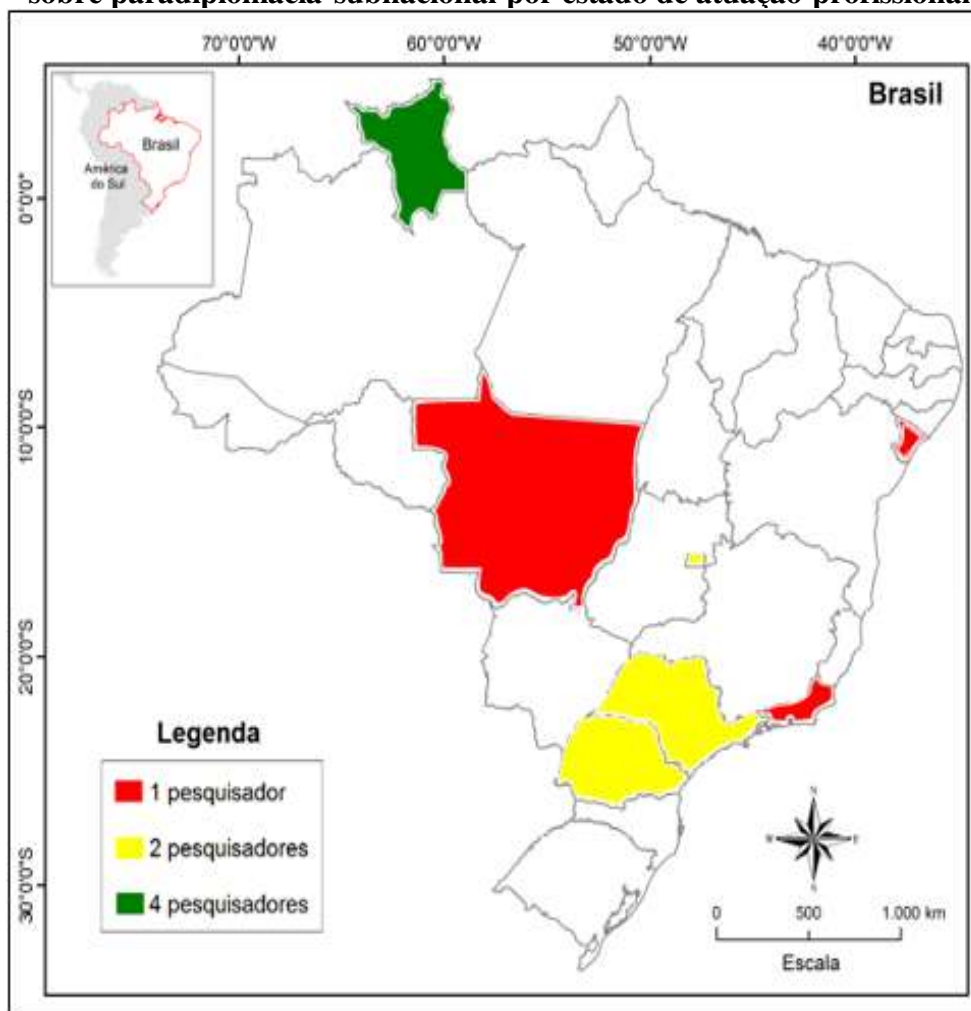 sobre paradiplomacia subnacional por estado de atuação profissional
70°0'0"W 60°0'0"W 50°0'0"W 40°0'0"W
Brasil
Brasil
América
do Sul
0°0'0"
10°0'0"S
20°0'0"S
30°0'0"S
Legenda
1 pesquisador
2 pesquisadores
4 pesquisadores
N
W E
S
0 500 1.000 km
Escala